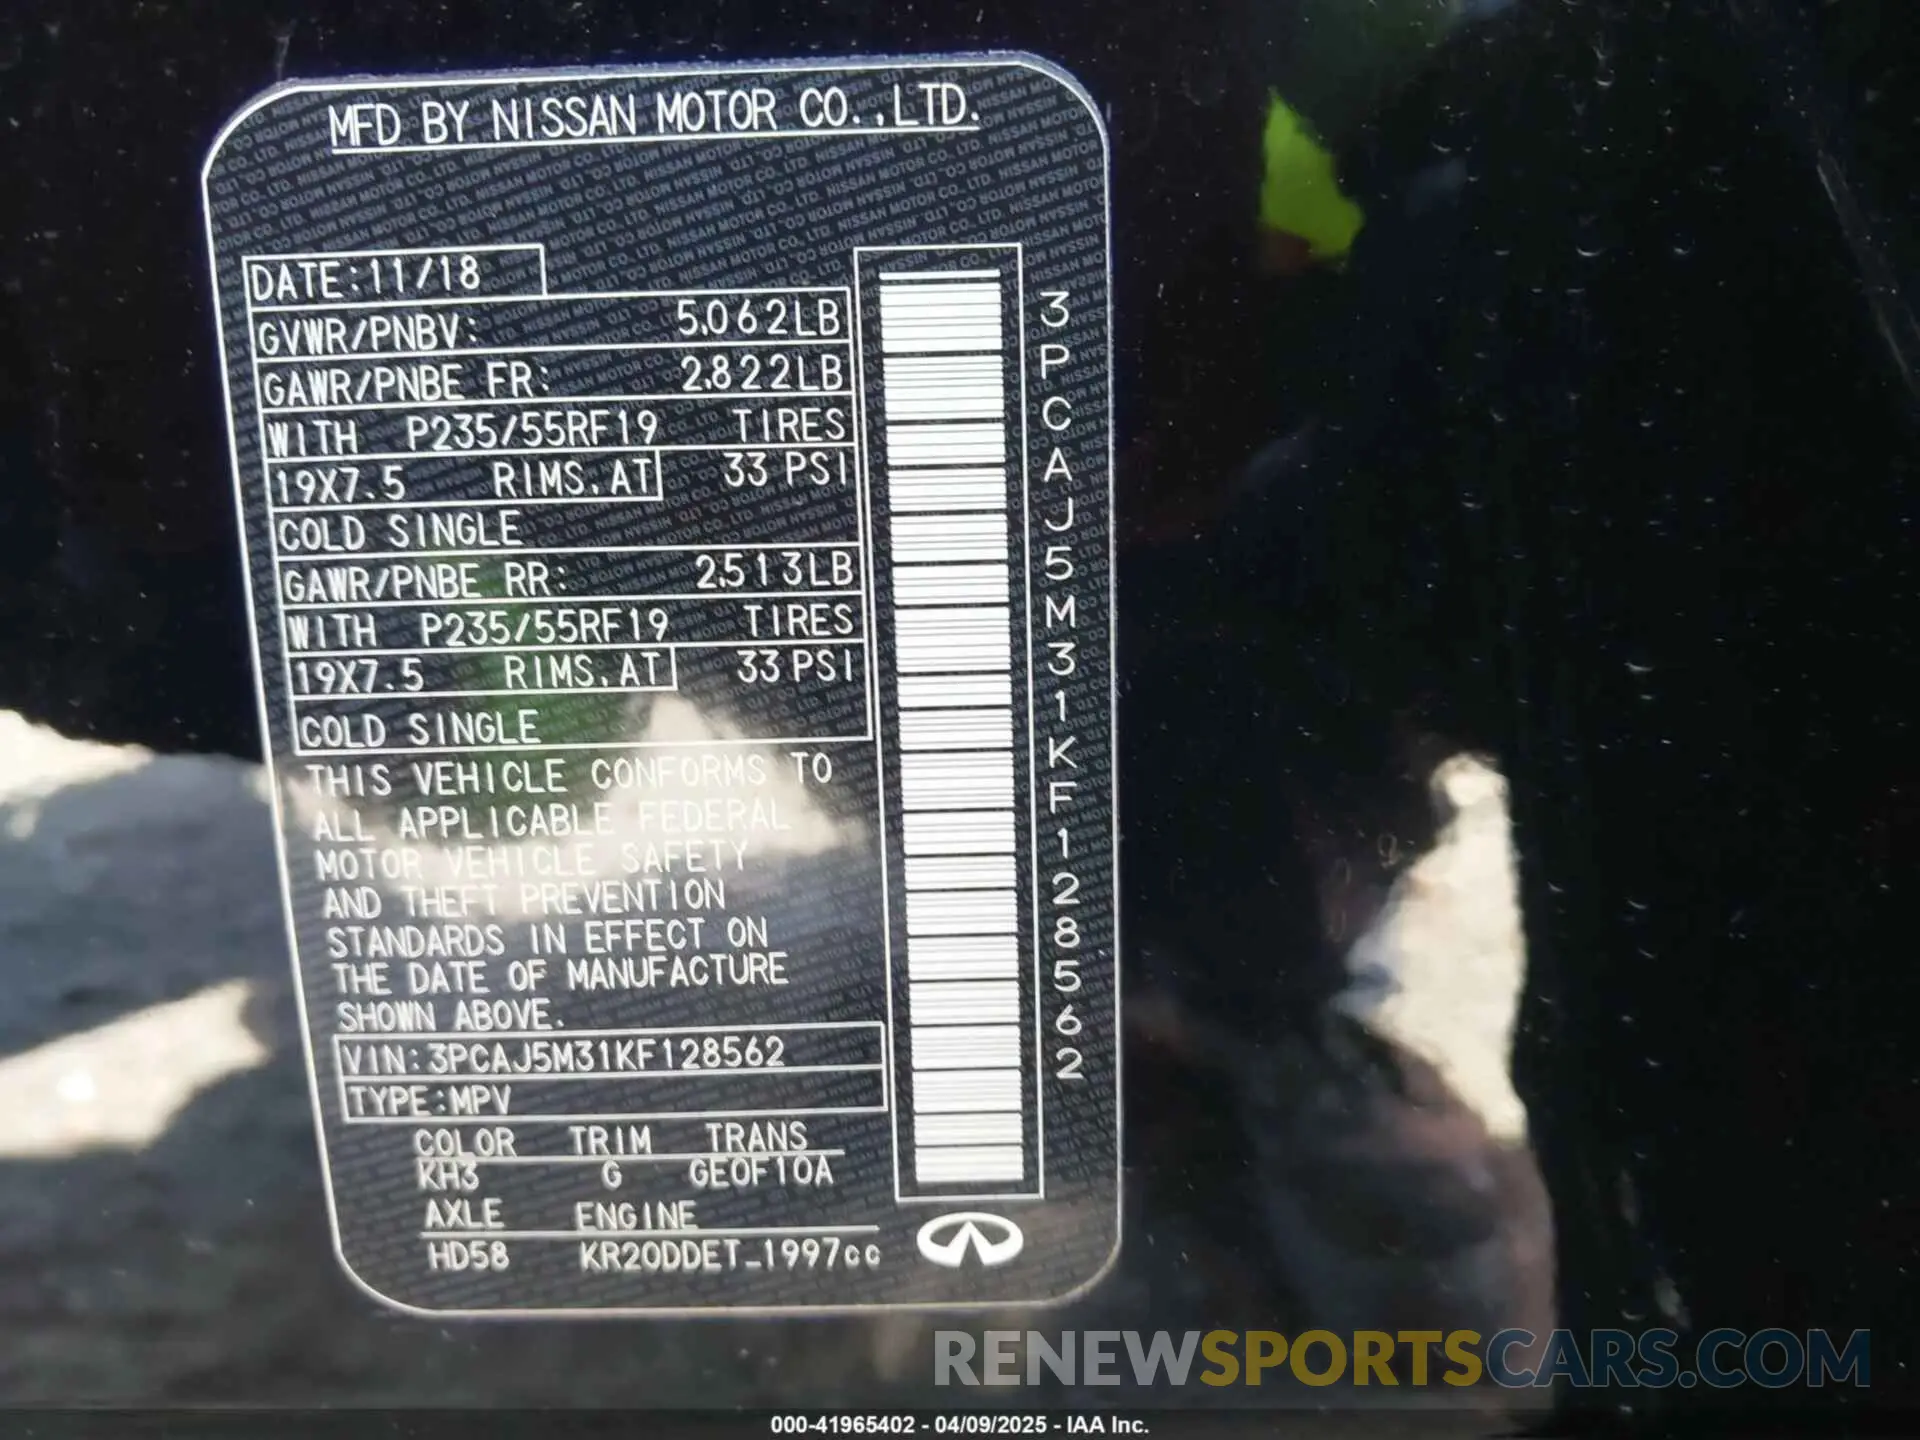 MFD BY NISSAN MOTOR CO.,LTD.
DATE:11/18
GVWR/PNBV: 5,062LB
GAWR/PNBE FR: 2,822LB
WITH P235/55RF19 TIRES
19X7.5 RIMS,AT 33 PSI
COLD SINGLE
GAWR/PNBE RR: 2,513LB
WITH P235/55RF19 TIRES
19X7.5 RIMS,AT 33 PSI
COLD SINGLE
THIS VEHICLE CONFORMS TO
ALL APPLICABLE FEDERAL
MOTOR VEHICLE SAFETY
AND THEFT PREVENTION
STANDARDS IN EFFECT ON
THE DATE OF MANUFACTURE
SHOWN ABOVE.
VIN:3PCAJ5M31KF128562
TYPE:MPV
COLOR TRIM TRANS
KH3 G GE0F10A
AXLE ENGINE
HD58 KR20DDET_1997cc
3PCAJ5M31KF128562
RENEWSPORTSCARS.COM
000-41965402 - 04/09/2025 - IAA Inc.